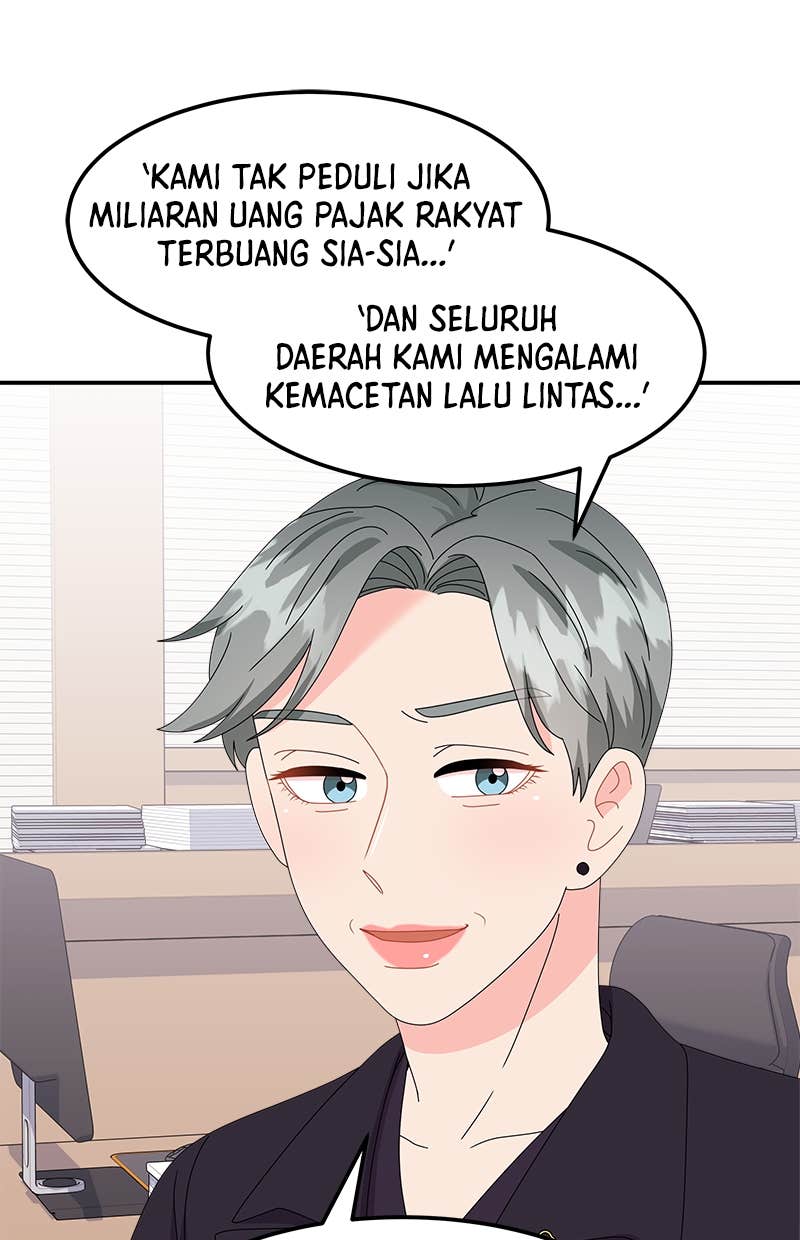 ‘KAMI TAK PEDULI JIKA
MILIARAN UANG PAJAK RAKYAT
TERBUANG SIA-SIA...’
‘DAN SELURUH
DAERAH KAMI MENGALAMI
KEMACETAN LALU LINTAS...’